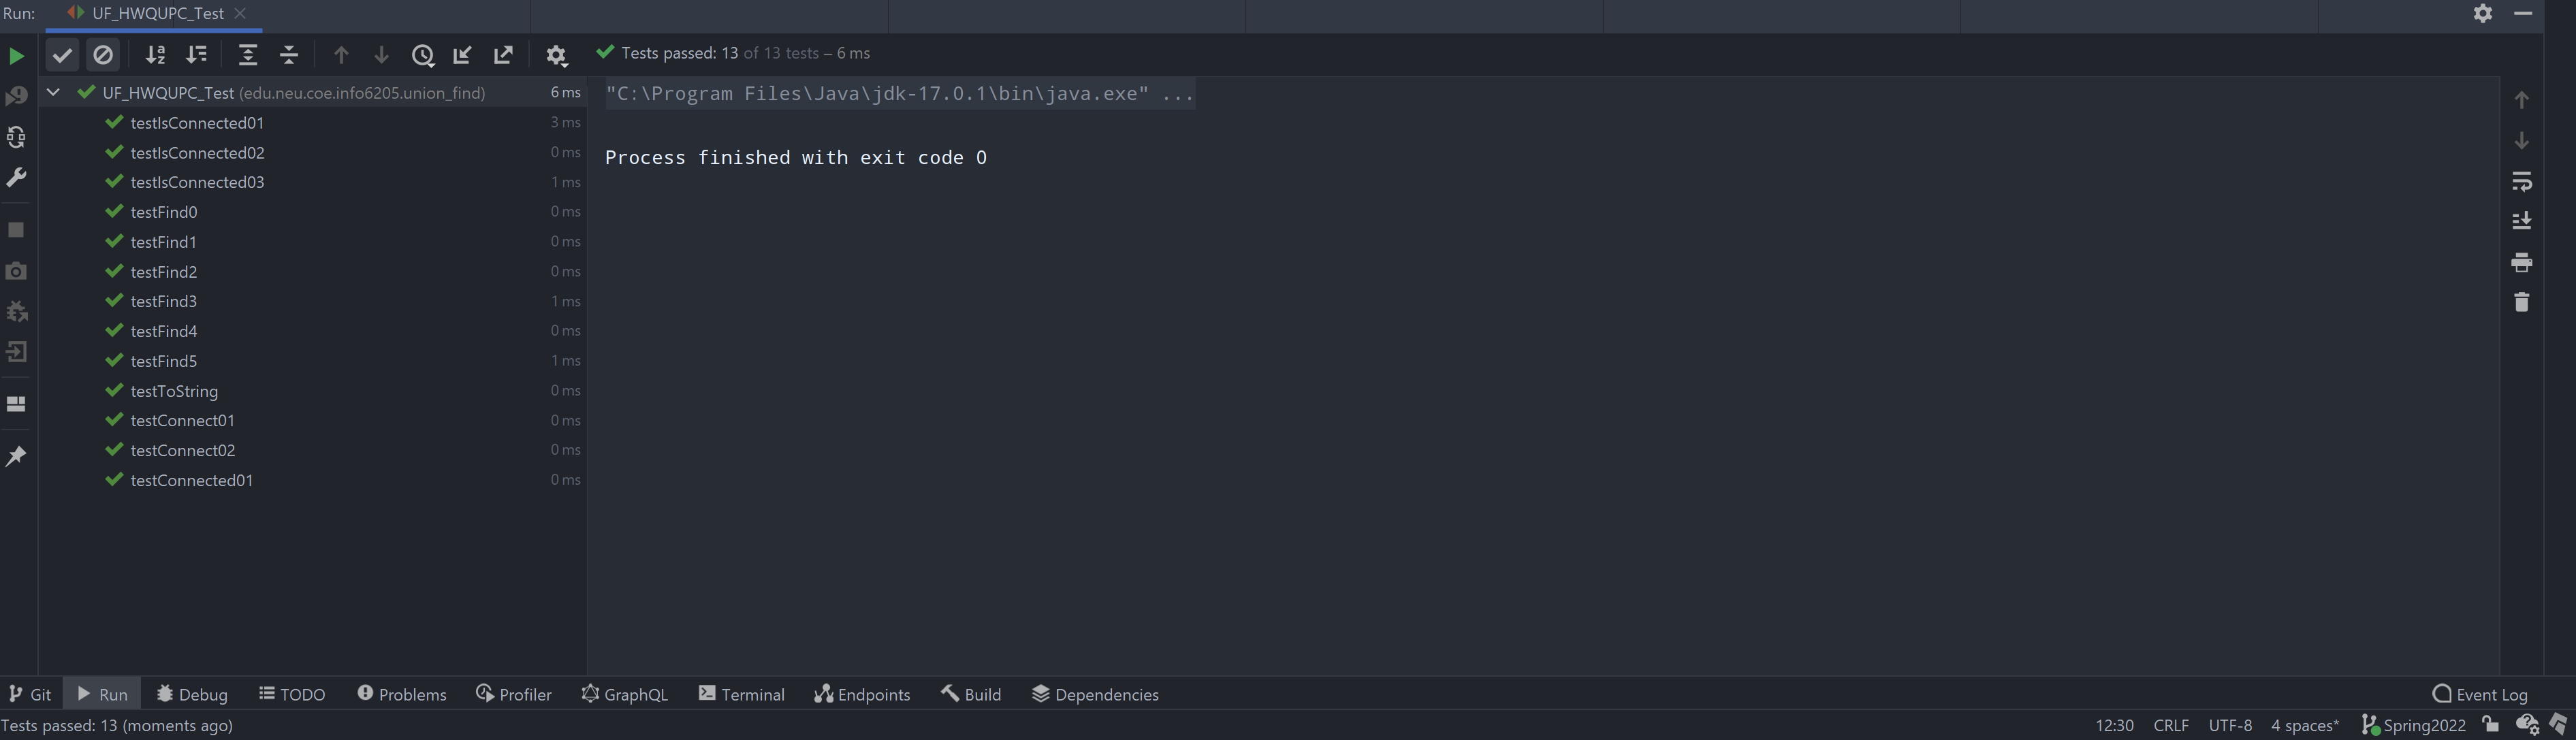 Run: UF_HWQUPC_Test
Tests passed: 13 of 13 tests – 6 ms
UF_HWQUPC_Test (edu.neu.coe.info6205.union_find) 6 ms
"C:\Program Files\Java\jdk-17.0.1\bin\java.exe" ...
testIsConnected01 3 ms
testIsConnected02 0 ms
Process finished with exit code 0
testIsConnected03 1 ms
testFind0 0 ms
testFind1 0 ms
testFind2 0 ms
testFind3 1 ms
testFind4 0 ms
testFind5 1 ms
testToString 0 ms
testConnect01 0 ms
testConnect02 0 ms
testConnected01 0 ms
Git Run Debug TODO Problems Profiler GraphQL Terminal Endpoints Build Dependencies Event Log
Tests passed: 13 (moments ago) 12:30 CRLF UTF-8 4 spaces* Spring2022